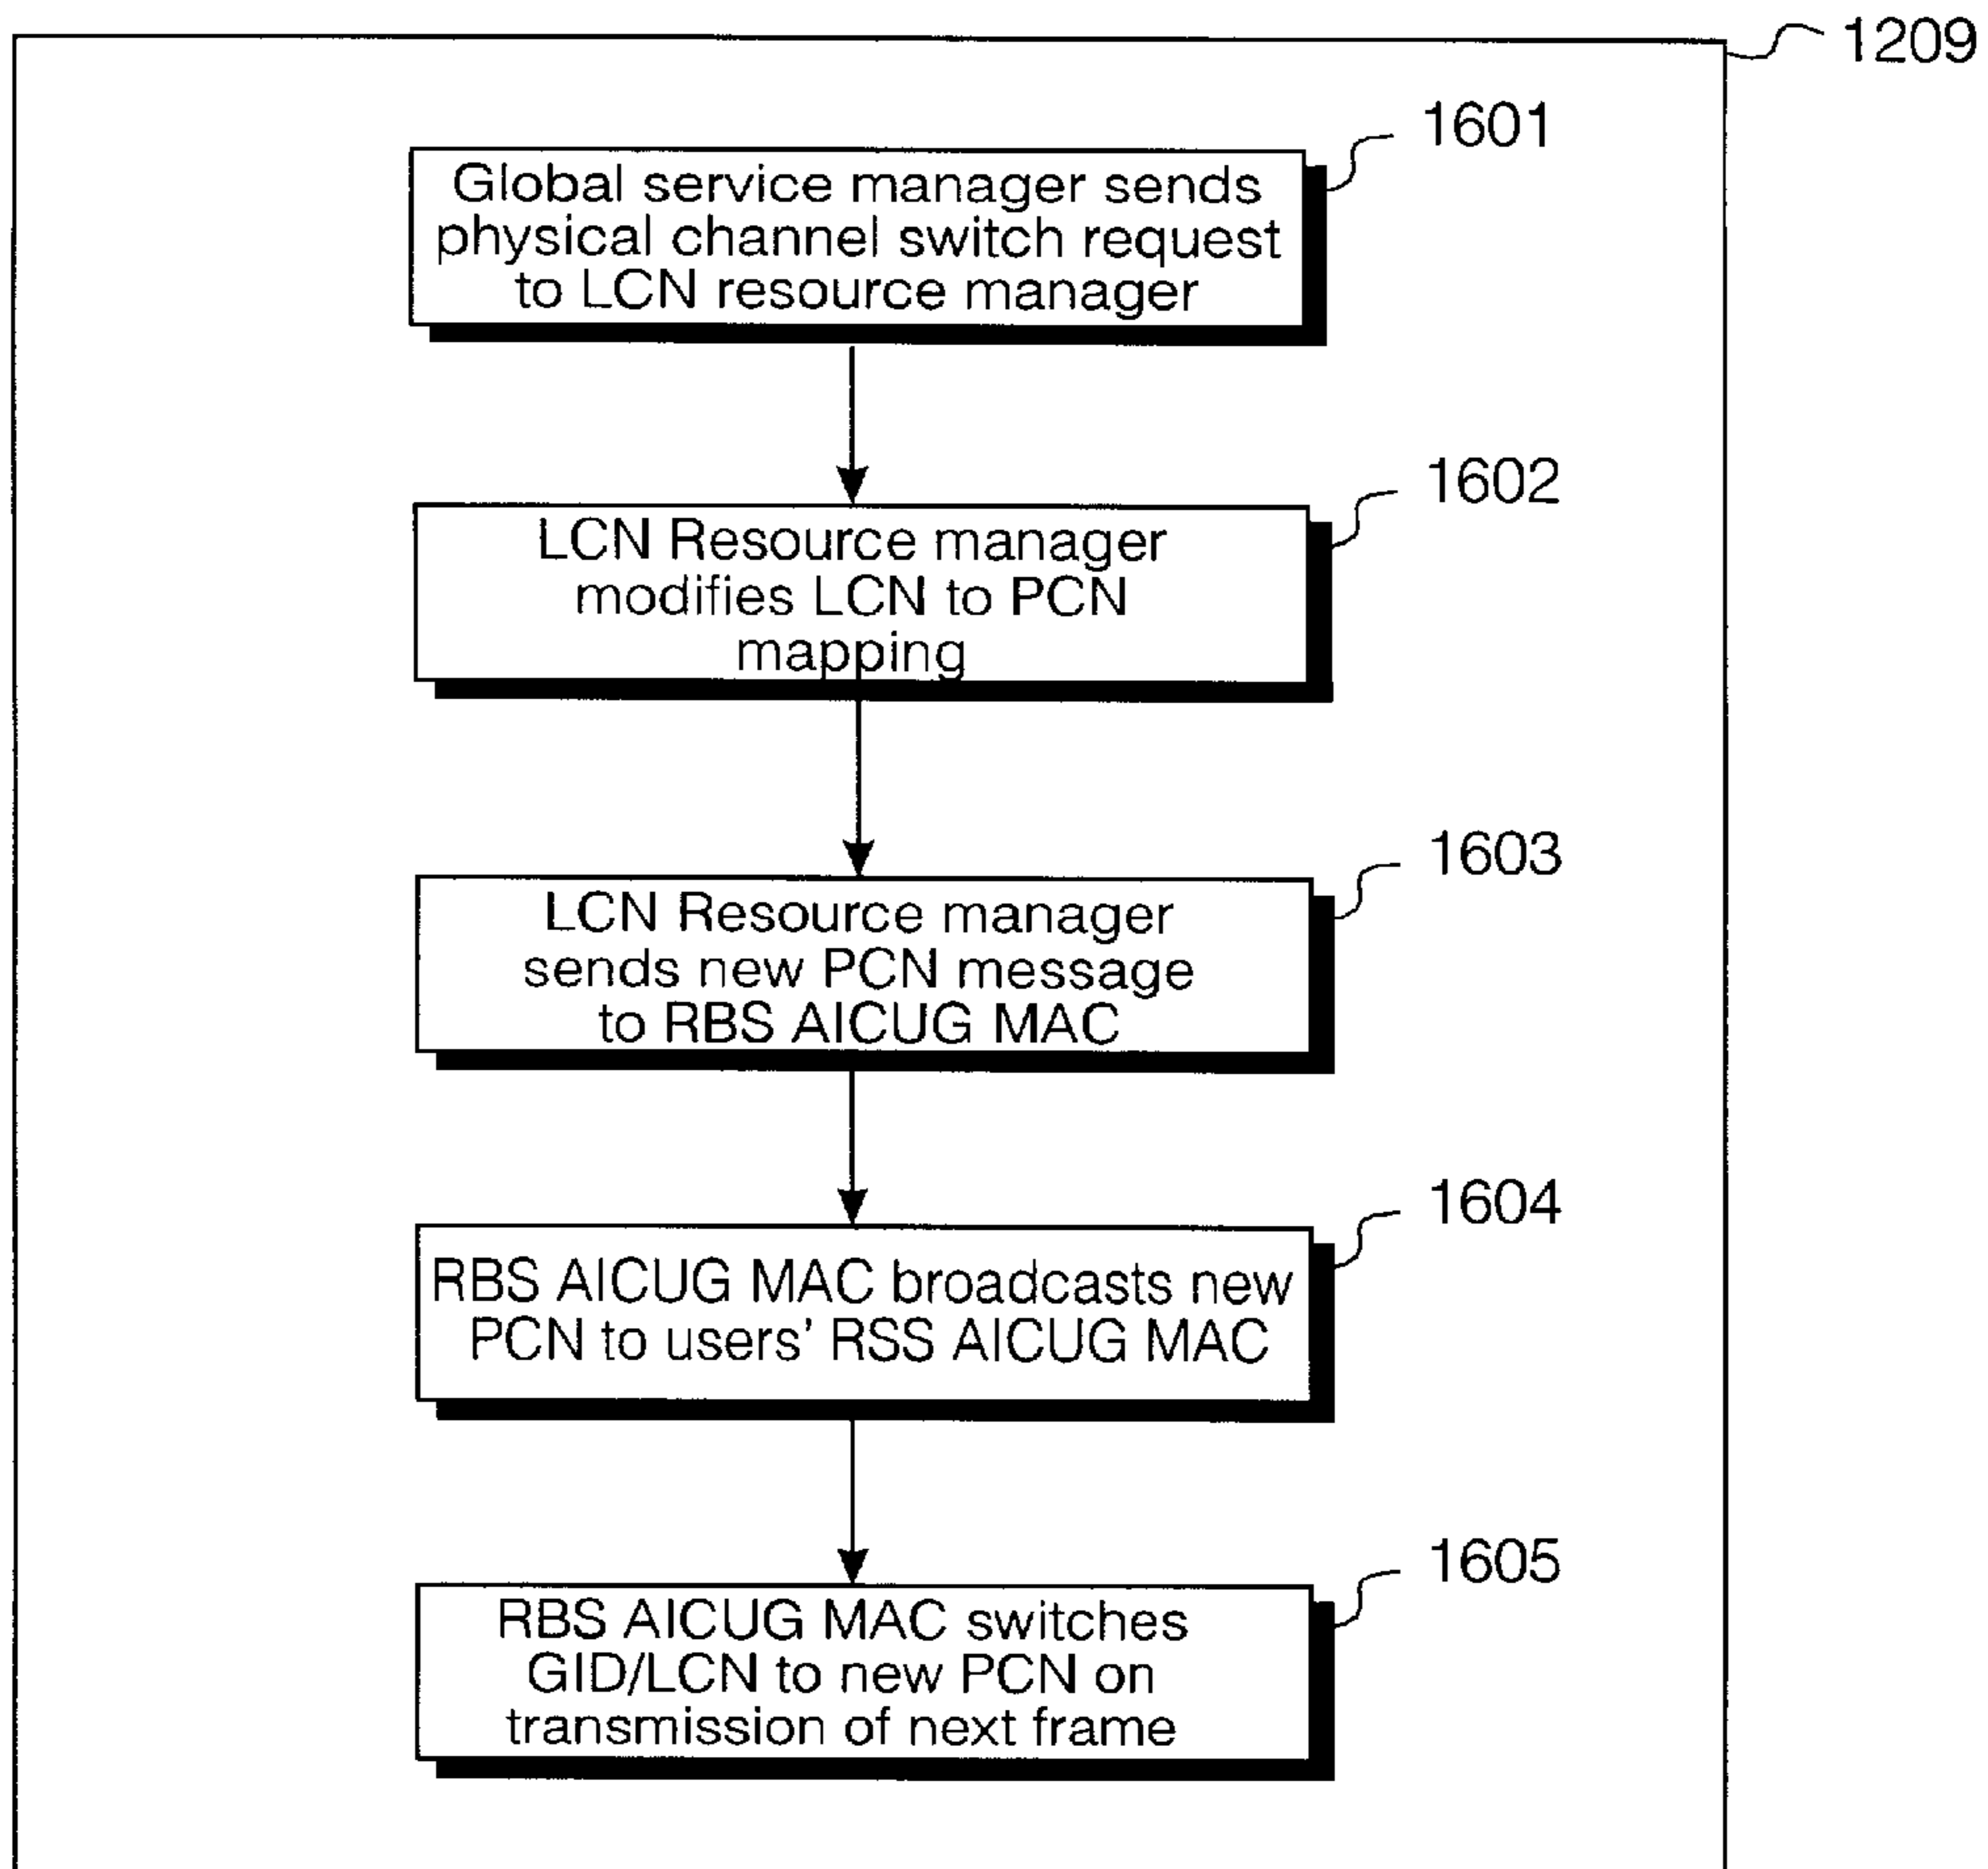 1209
1601
Global service manager sends
physical channel switch request
to LCN resource manager
1602
LCN Resource manager
modifies LCN to PCN
mapping
1603
LCN Resource manager
sends new PCN message
to RBS AICUG MAC
1604
RBS AICUG MAC broadcasts new
PCN to users' RSS AICUG MAC
1605
RBS AICUG MAC switches
GID/LCN to new PCN on
transmission of next frame